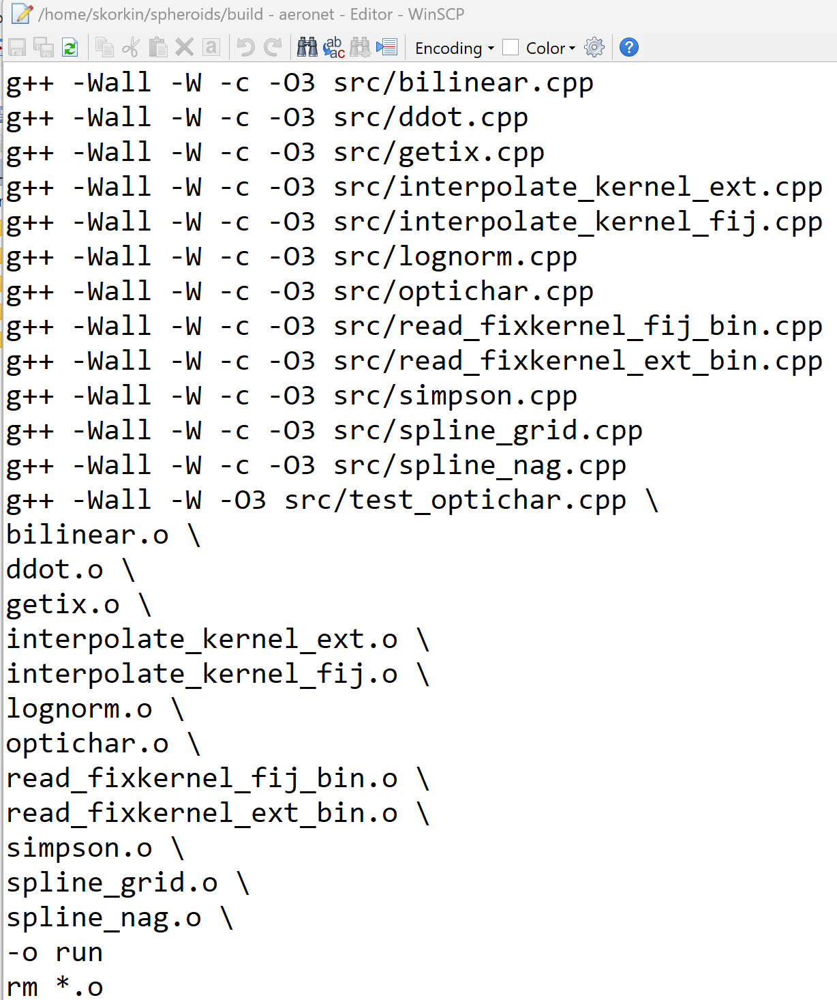 /home/skorkin/spheroids/build - aeronet - Editor - WinSCP
Encoding Color
g++ -Wall -W -c -O3 src/bilinear.cpp
g++ -Wall -W -c -O3 src/ddot.cpp
g++ -Wall -W -c -O3 src/getix.cpp
g++ -Wall -W -c -O3 src/interpolate_kernel_ext.cpp
g++ -Wall -W -c -O3 src/interpolate_kernel_fij.cpp
g++ -Wall -W -c -O3 src/lognorm.cpp
g++ -Wall -W -c -O3 src/optichar.cpp
g++ -Wall -W -c -O3 src/read_fixkernel_fij_bin.cpp
g++ -Wall -W -c -O3 src/read_fixkernel_ext_bin.cpp
g++ -Wall -W -c -O3 src/simpson.cpp
g++ -Wall -W -c -O3 src/spline_grid.cpp
g++ -Wall -W -c -O3 src/spline_nag.cpp
g++ -Wall -W -O3 src/test_optichar.cpp \
bilinear.o \
ddot.o \
getix.o \
interpolate_kernel_ext.o \
interpolate_kernel_fij.o \
lognorm.o \
optichar.o \
read_fixkernel_fij_bin.o \
read_fixkernel_ext_bin.o \
simpson.o \
spline_grid.o \
spline_nag.o \
-o run
rm *.o